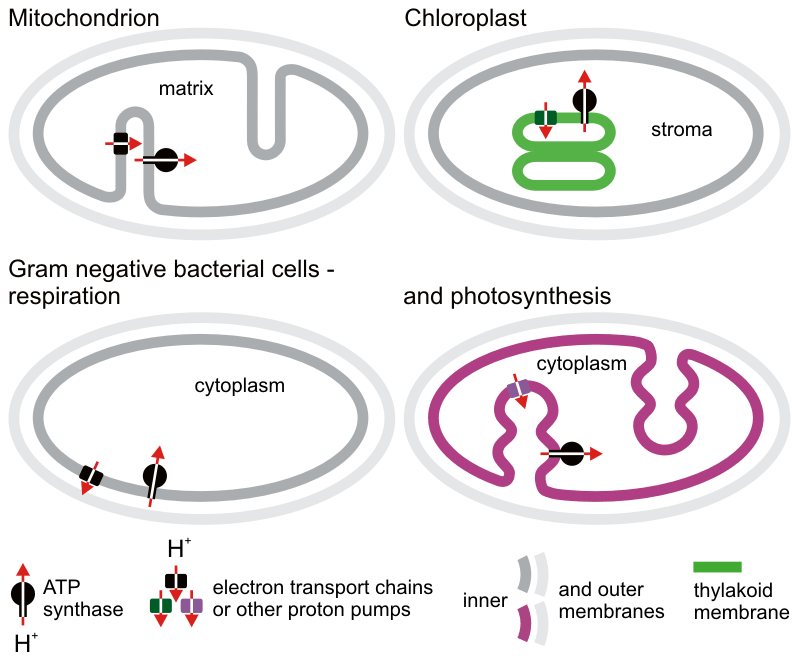 Mitochondrion
Chloroplast
matrix
stroma
Gram negative bacterial cells -
respiration
and photosynthesis
cytoplasm
cytoplasm
H+
ATP
synthase
H+
electron transport chains
or other proton pumps
inner
and outer
membranes
thylakoid
membrane